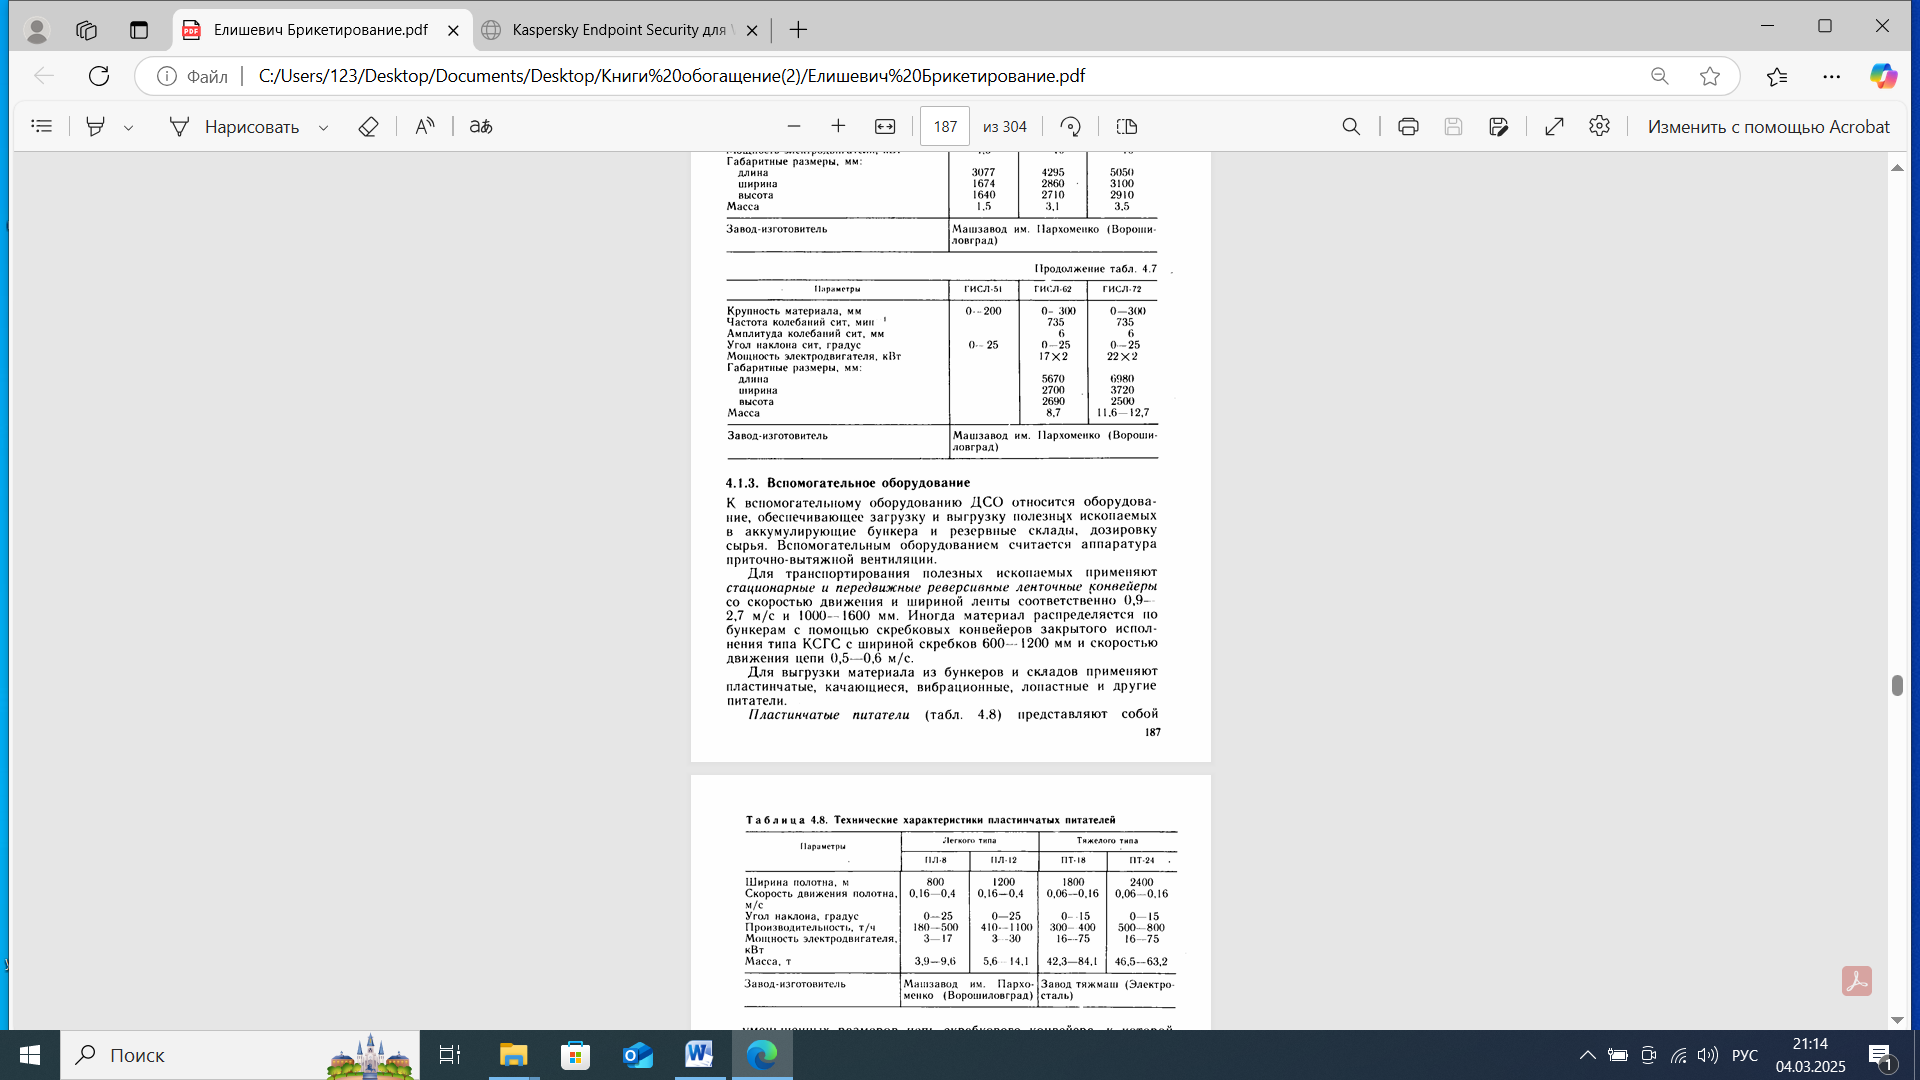 Елишевич Брикетирование.pdf
Kaspersky Endpoint Security для
Файл
C:/Users/123/Desktop/Documents/Desktop/Книги%20обогащение(2)/Елишевич%20Брикетирование.pdf
Нарисовать
187 из 304
Изменить с помощью Acrobat
Габаритные размеры, мм:
длина 3077 4295 5050
ширина 1674 2860 3100
высота 1640 2710 2910
Масса 1,5 3,1 3,5
Завод-изготовитель Машзавод им. Пархоменко (Вороши-
ловград)
Продолжение табл. 4.7
Параметры ГИСЛ-51 ГИСЛ-62 ГИСЛ-72
Крупность материала, мм 0—200 0—300 0—300
Частота колебаний сит, мин 735 735
Амплитуда колебаний сит, мм 6 6
Угол наклона сит, градус 0—25 0—25 0—25
Мощность электродвигателя, кВт 17×2 22×2
Габаритные размеры, мм:
длина 5670 6980
ширина 2700 3720
высота 2690 2500
Масса 8,7 11,6—12,7
Завод-изготовитель Машзавод им. Пархоменко (Вороши-
ловград)
4.1.3. Вспомогательное оборудование
К вспомогательному оборудованию ДСО относится оборудова-
ние, обеспечивающее загрузку и выгрузку полезных ископаемых
в аккумулирующие бункера и резервные склады, дозировку
сырья. Вспомогательным оборудованием считается аппаратура
приточно-вытяжной вентиляции.
Для транспортирования полезных ископаемых применяют
стационарные и передвижные реверсивные ленточные конвейеры
со скоростью движения и шириной ленты соответственно 0,9—
2,7 м/с и 1000—1600 мм. Иногда материал распределяется по
бункерам с помощью скребковых конвейеров закрытого испол-
нения типа КСГС с шириной скребков 600—1200 мм и скоростью
движения цепи 0,5—0,6 м/с.
Для выгрузки материала из бункеров и складов применяют
пластинчатые, качающиеся, вибрационные, лопастные и другие
питатели.
Пластинчатые питатели (табл. 4.8) представляют собой
187
Таблица 4.8. Технические характеристики пластинчатых питателей
Параметры Легкого типа Тяжелого типа
ПЛ-8 ПЛ-12 ПТ-18 ПТ-24
Ширина полотна, м 800 1200 1800 2400
Скорость движения полотна, 0,16—0,4 0,16—0,4 0,06—0,16 0,06—0,16
м/с
Угол наклона, градус 0—25 0—25 0—15 0—15
Производительность, т/ч 180—500 410—1100 300—400 500—800
Мощность электродвигателя, 3—17 3—30 16—75 16—75
кВт
Масса, т 3,9—9,6 5,6—14,1 42,3—84,1 46,5—63,2
Завод-изготовитель Машзавод им. Пархо- Завод тяжмаш (Электро-
менко (Ворошиловград) сталь)
Поиск
РУС
21:14
04.03.2025
1